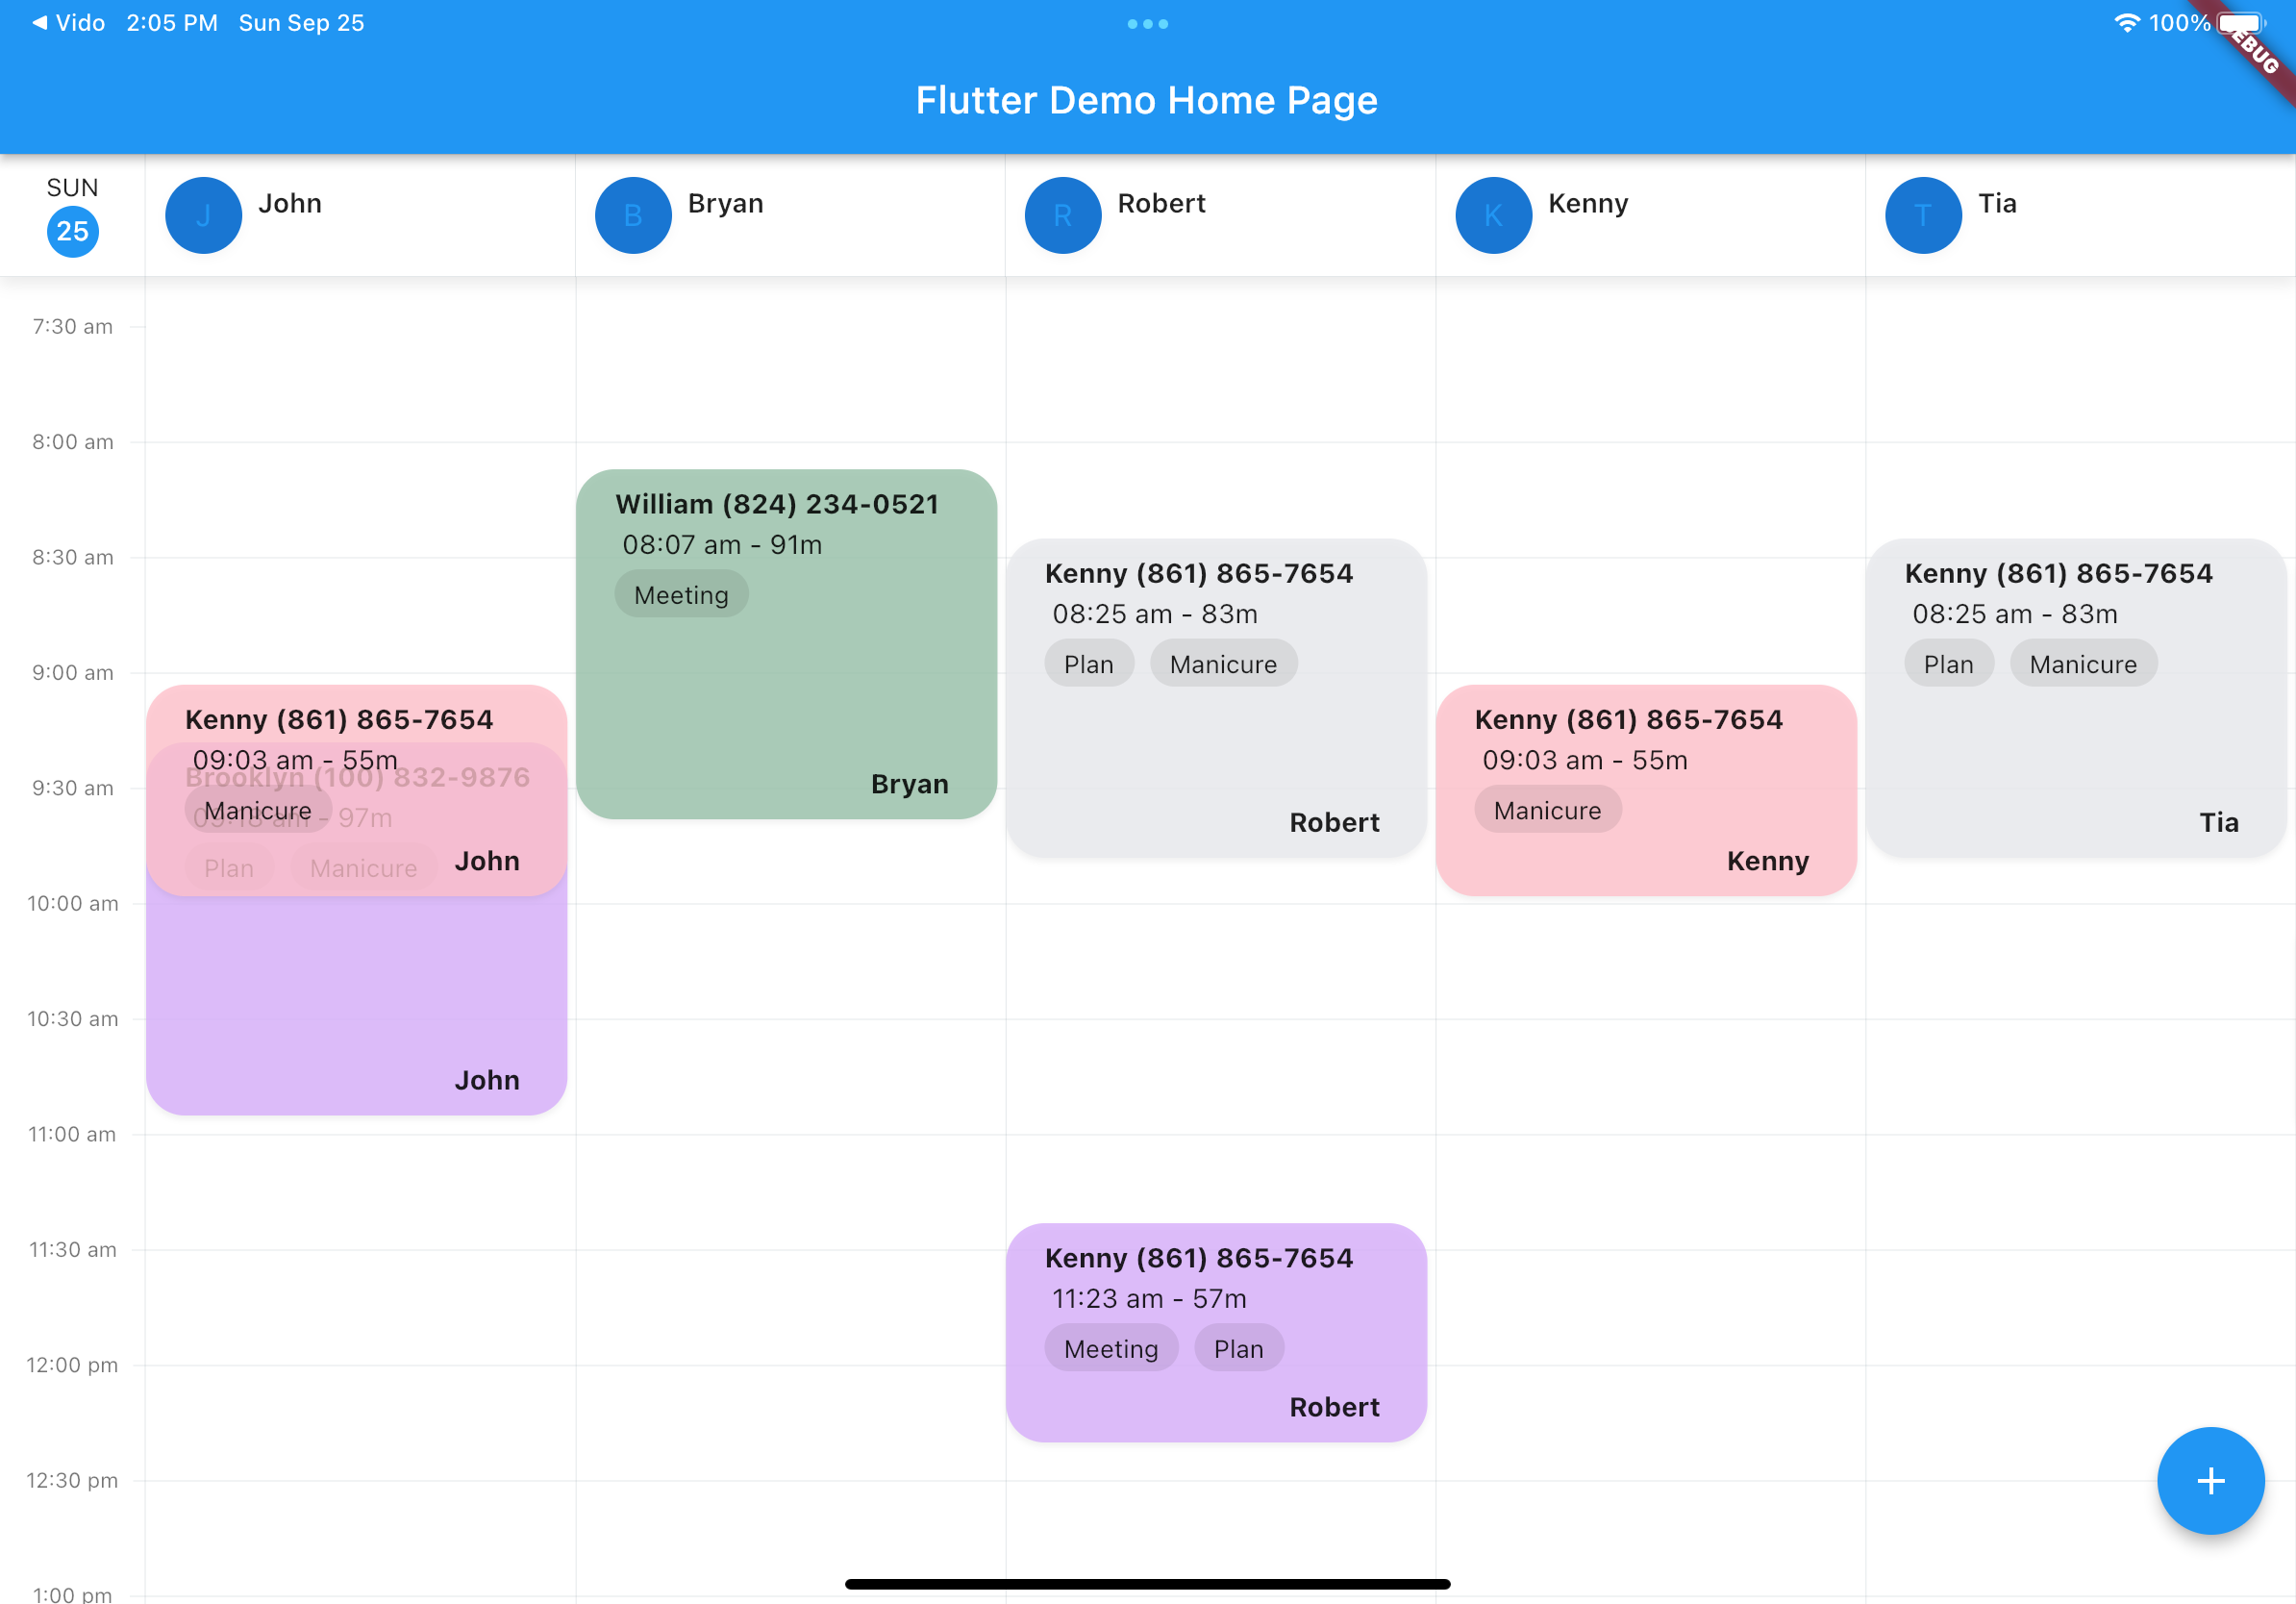 Vido 2:05 PM Sun Sep 25
100%
EBUG
Flutter Demo Home Page
SUN
25
J John
B Bryan
R Robert
K Kenny
T Tia
7:30 am
8:00 am
8:30 am
9:00 am
9:30 am
10:00 am
10:30 am
11:00 am
11:30 am
12:00 pm
12:30 pm
1:00 pm
Kenny (861) 865-7654
09:03 am - 55m
Manicure
John
Brooklyn (100) 832-9876
09:18 am - 97m
Plan Manicure
John
William (824) 234-0521
08:07 am - 91m
Meeting
Bryan
Kenny (861) 865-7654
08:25 am - 83m
Plan Manicure
Robert
Kenny (861) 865-7654
11:23 am - 57m
Meeting Plan
Robert
Kenny (861) 865-7654
09:03 am - 55m
Manicure
Kenny
Kenny (861) 865-7654
08:25 am - 83m
Plan Manicure
Tia